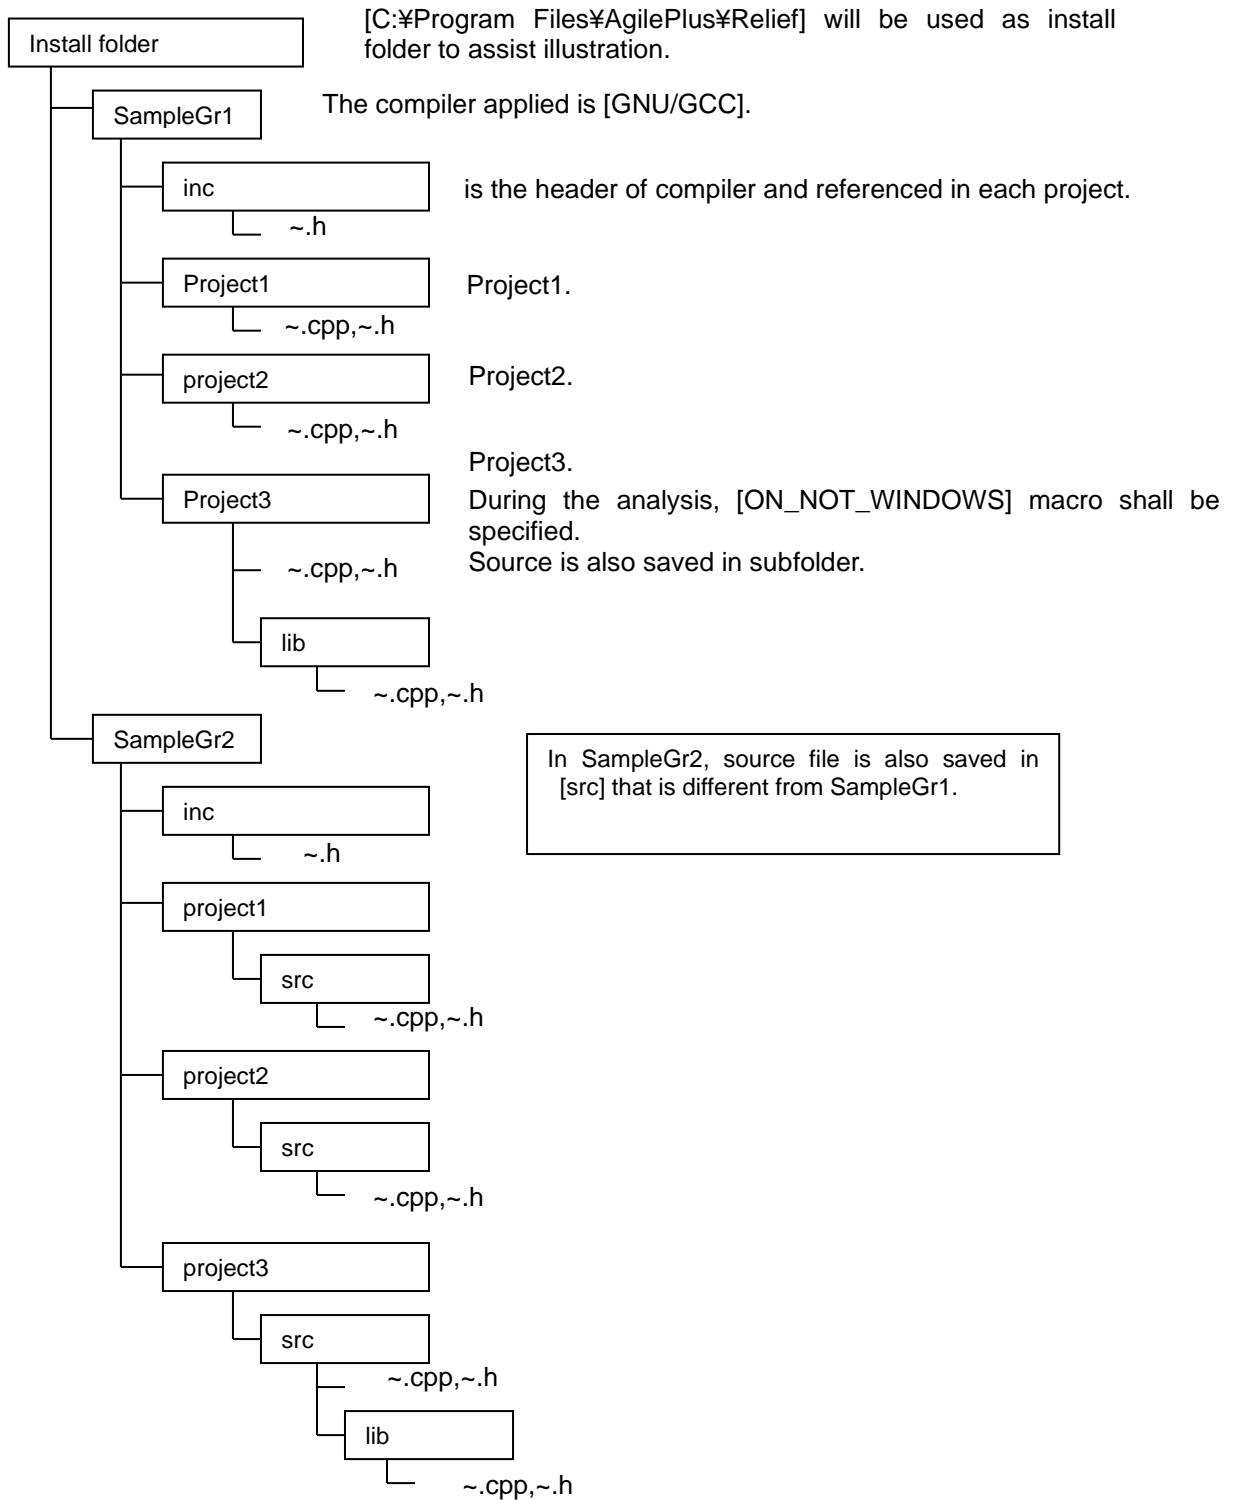 [C:¥Program Files¥AgilePlus¥Relief] will be used as install
folder to assist illustration.
Install folder
SampleGr1
The compiler applied is [GNU/GCC].
inc
is the header of compiler and referenced in each project.
~.h
Project1
Project1.
~.cpp,~.h
project2
Project2.
~.cpp,~.h
Project3.
Project3
During the analysis, [ON_NOT_WINDOWS] macro shall be
specified.
Source is also saved in subfolder.
~.cpp,~.h
lib
~.cpp,~.h
SampleGr2
In SampleGr2, source file is also saved in
[src] that is different from SampleGr1.
inc
~.h
project1
src
~.cpp,~.h
project2
src
~.cpp,~.h
project3
src
~.cpp,~.h
lib
~.cpp,~.h